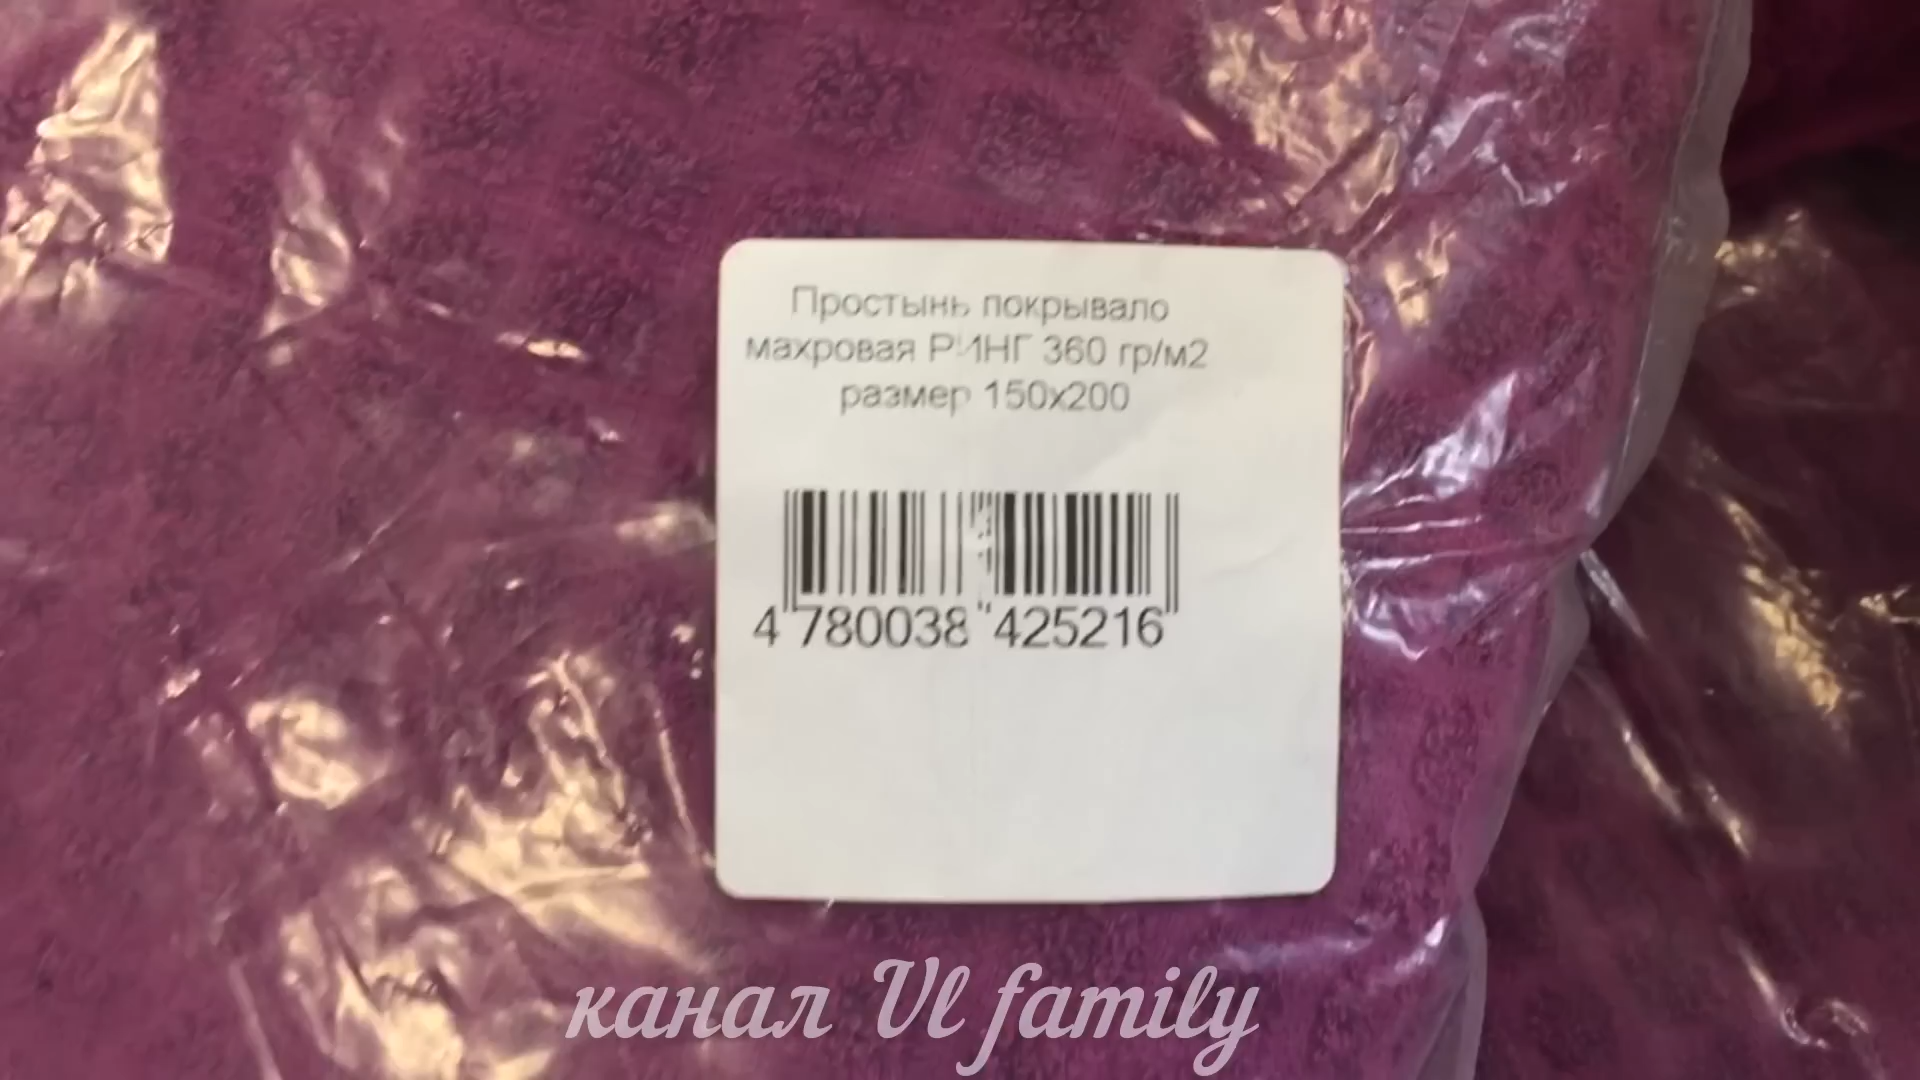 Простынь покрывало
махровая РИНГ 360 гр/м2
размер 150х200
4 780038 425216
канал Vl family